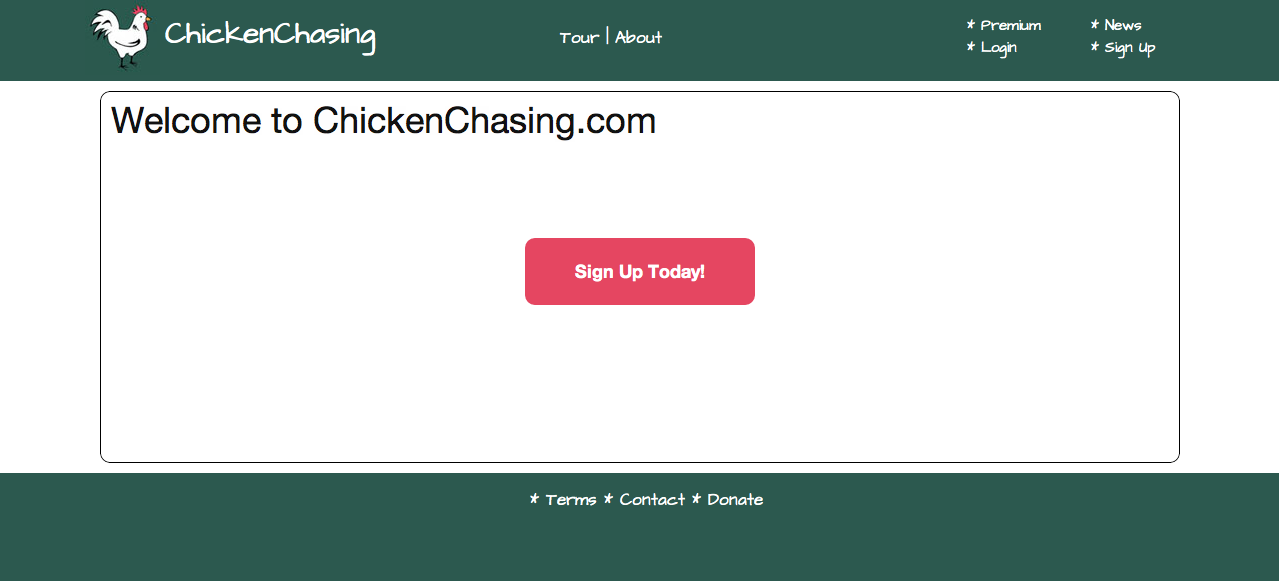 ChickenChasing
Tour | About
* Premium * News
* Login * Sign Up
Welcome to ChickenChasing.com
Sign Up Today!
* Terms * Contact * Donate